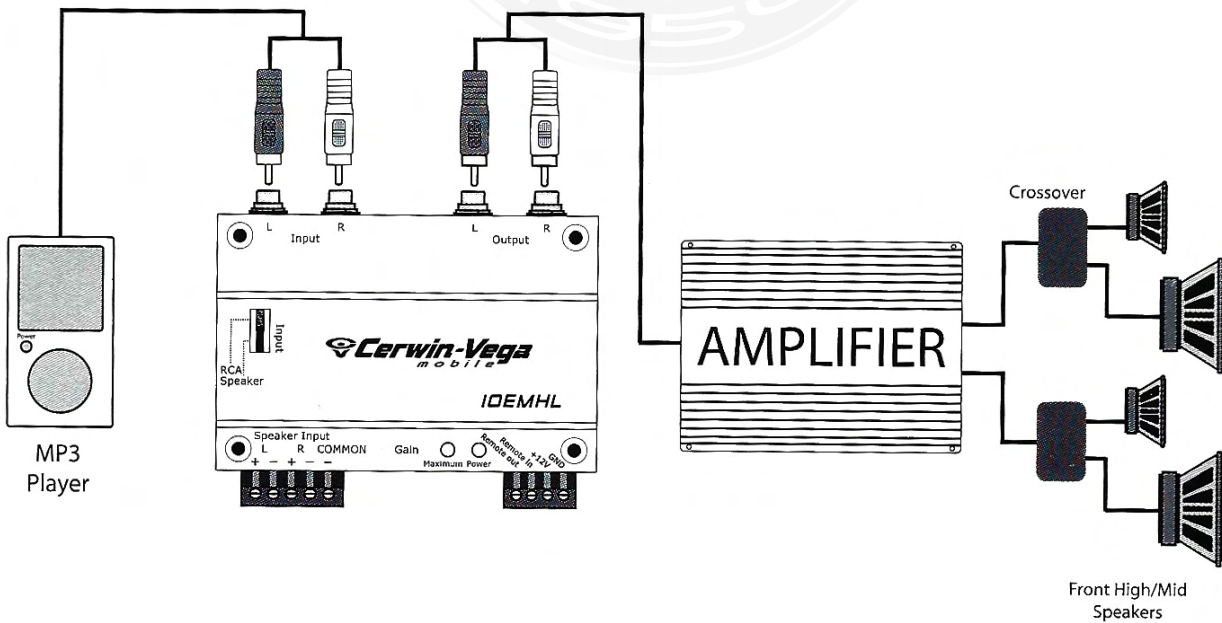 Crossover
L
R
L
R
Input
Output
Power
Input
RCA
Speaker
Cerwin-Vega
mobile
IOEMHL
AMPLIFIER
Speaker Input
L R COMMON
+ - + - -
Gain
Maximum Power
Remote out
Remote In
+12V
GND
MP3
Player
Front High/Mid
Speakers